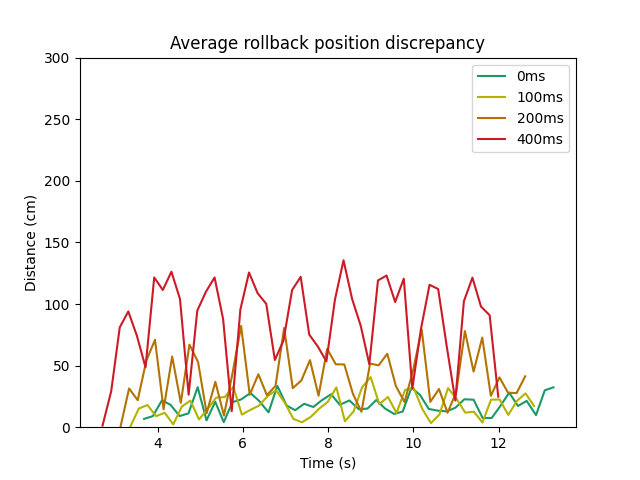 Average rollback position discrepancy
0ms
100ms
200ms
400ms
300
250
200
150
100
50
0
Distance (cm)
4
6
8
10
12
Time (s)